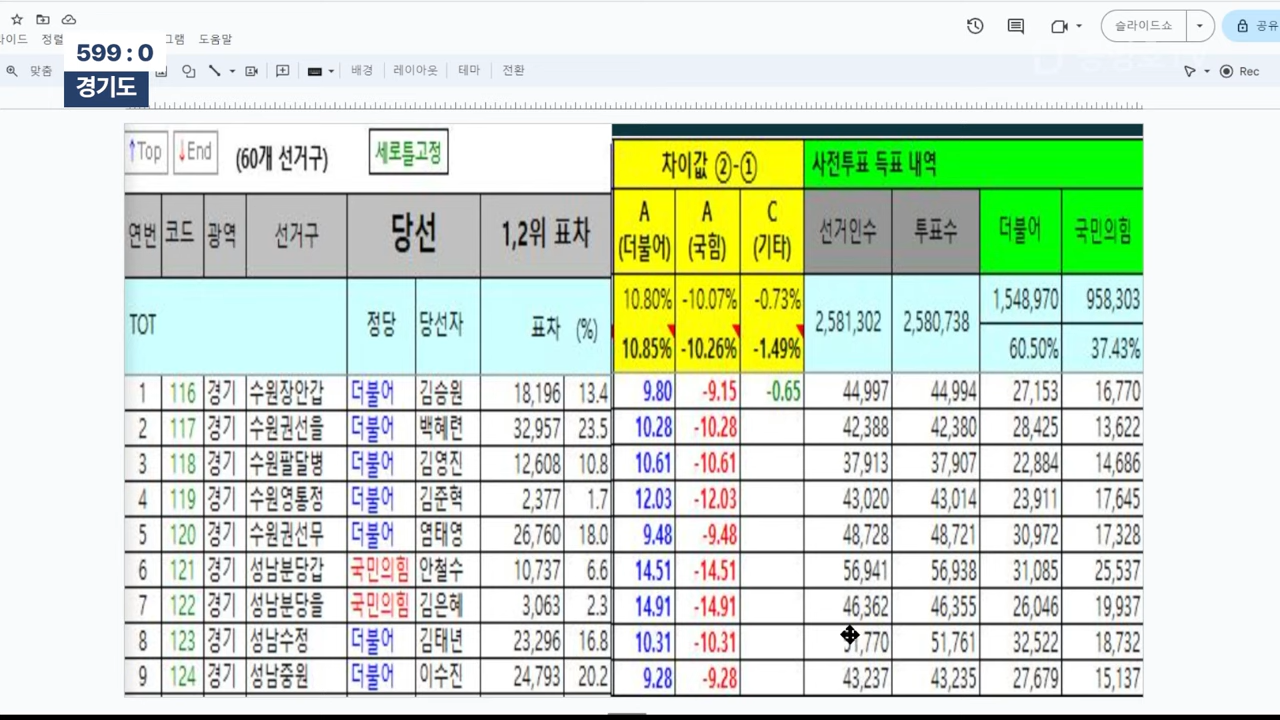 599 : 0
경기도
정렬
도움말
슬라이드쇼
공유
맞춤
배경
레이아웃
테마
전환
Rec
↑Top ↓End (60개 선거구) 세로틀고정
차이값 ②-① 사전투표 득표 내역
연번 코드 광역 선거구 당선 1,2위 표차 A (더불어) A (국힘) C (기타) 선거인수 투표수 더불어 국민의힘
TOT 정당 당선자 표차 (%) 10.80% -10.07% -0.73% 2,581,302 2,580,738 1,548,970 958,303
10.85% -10.26% -1.49% 60.50% 37.43%
1 116 경기 수원장안갑 더불어 김승원 18,196 13.4 9.80 -9.15 -0.65 44,997 44,994 27,153 16,770
2 117 경기 수원권선을 더불어 백혜련 32,957 23.5 10.28 -10.28 42,388 42,380 28,425 13,622
3 118 경기 수원팔달병 더불어 김영진 12,608 10.8 10.61 -10.61 37,913 37,907 22,884 14,686
4 119 경기 수원영통정 더불어 김준혁 2,377 1.7 12.03 -12.03 43,020 43,014 23,911 17,645
5 120 경기 수원권선무 더불어 염태영 26,760 18.0 9.48 -9.48 48,728 48,721 30,972 17,328
6 121 경기 성남분당갑 국민의힘 안철수 10,737 6.6 14.51 -14.51 56,941 56,938 31,085 25,537
7 122 경기 성남분당을 국민의힘 김은혜 3,063 2.3 14.91 -14.91 46,362 46,355 26,046 19,937
8 123 경기 성남수정 더불어 김태년 23,296 16.8 10.31 -10.31 51,770 51,761 32,522 18,732
9 124 경기 성남중원 더불어 이수진 24,793 20.2 9.28 -9.28 43,237 43,235 27,679 15,137